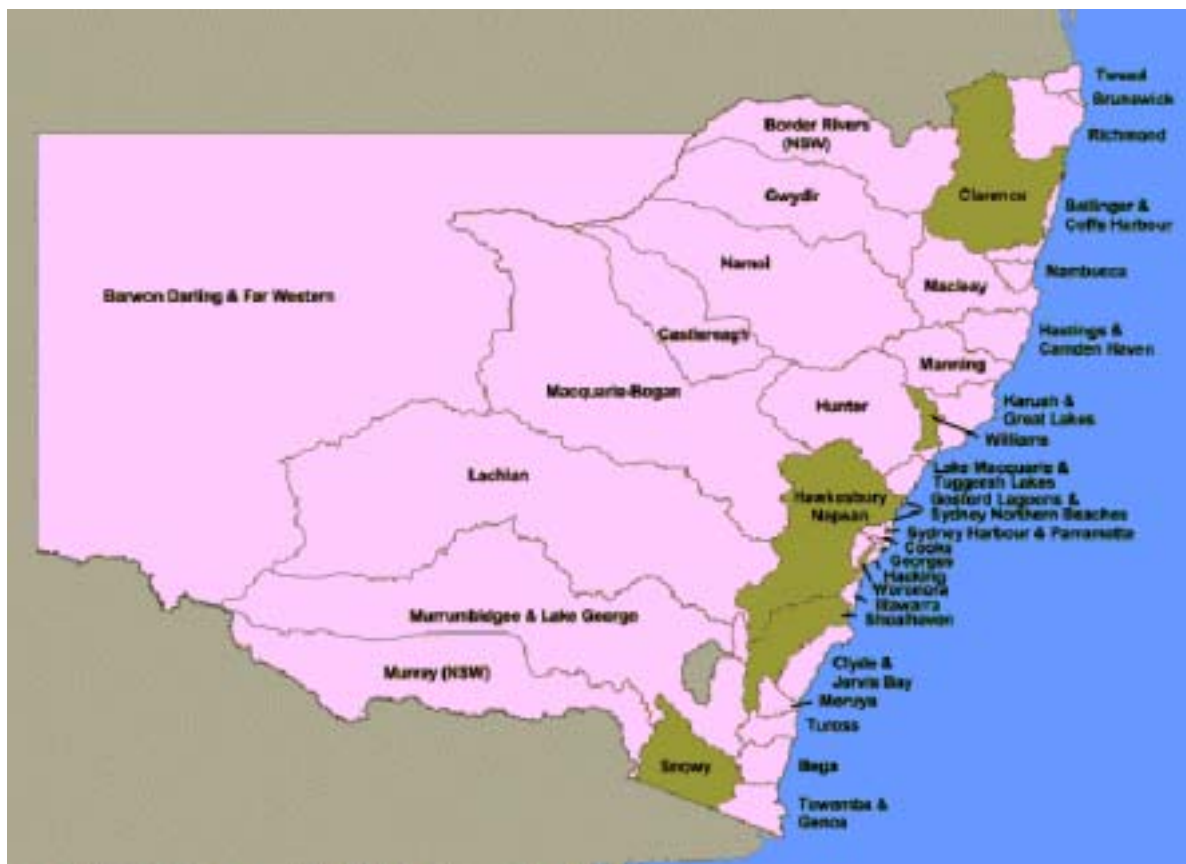 Tweed
Brunswick
Border Rivers
(NSW)
Richmond
Gwydir
Clarence
Bellinger &
Coffs Harbour
Namoi
Nambucca
Macleay
Barwon Darling & Far Western
Castlereagh
Hastings &
Camden Haven
Manning
Macquarie-Bogan
Hunter
Karuah &
Great Lakes
Williams
Lachlan
Lake Macquarie &
Tuggerah Lakes
Hawkesbury
Nepean
Gosford Lagoons &
Sydney Northern Beaches
Sydney Harbour & Parramatta
Cooks
Georges
Hacking
Woronora
Illawarra
Shoalhaven
Murrumbidgee & Lake George
Murray (NSW)
Clyde &
Jervis Bay
Moruya
Tuross
Snowy
Bega
Towamba &
Genoa